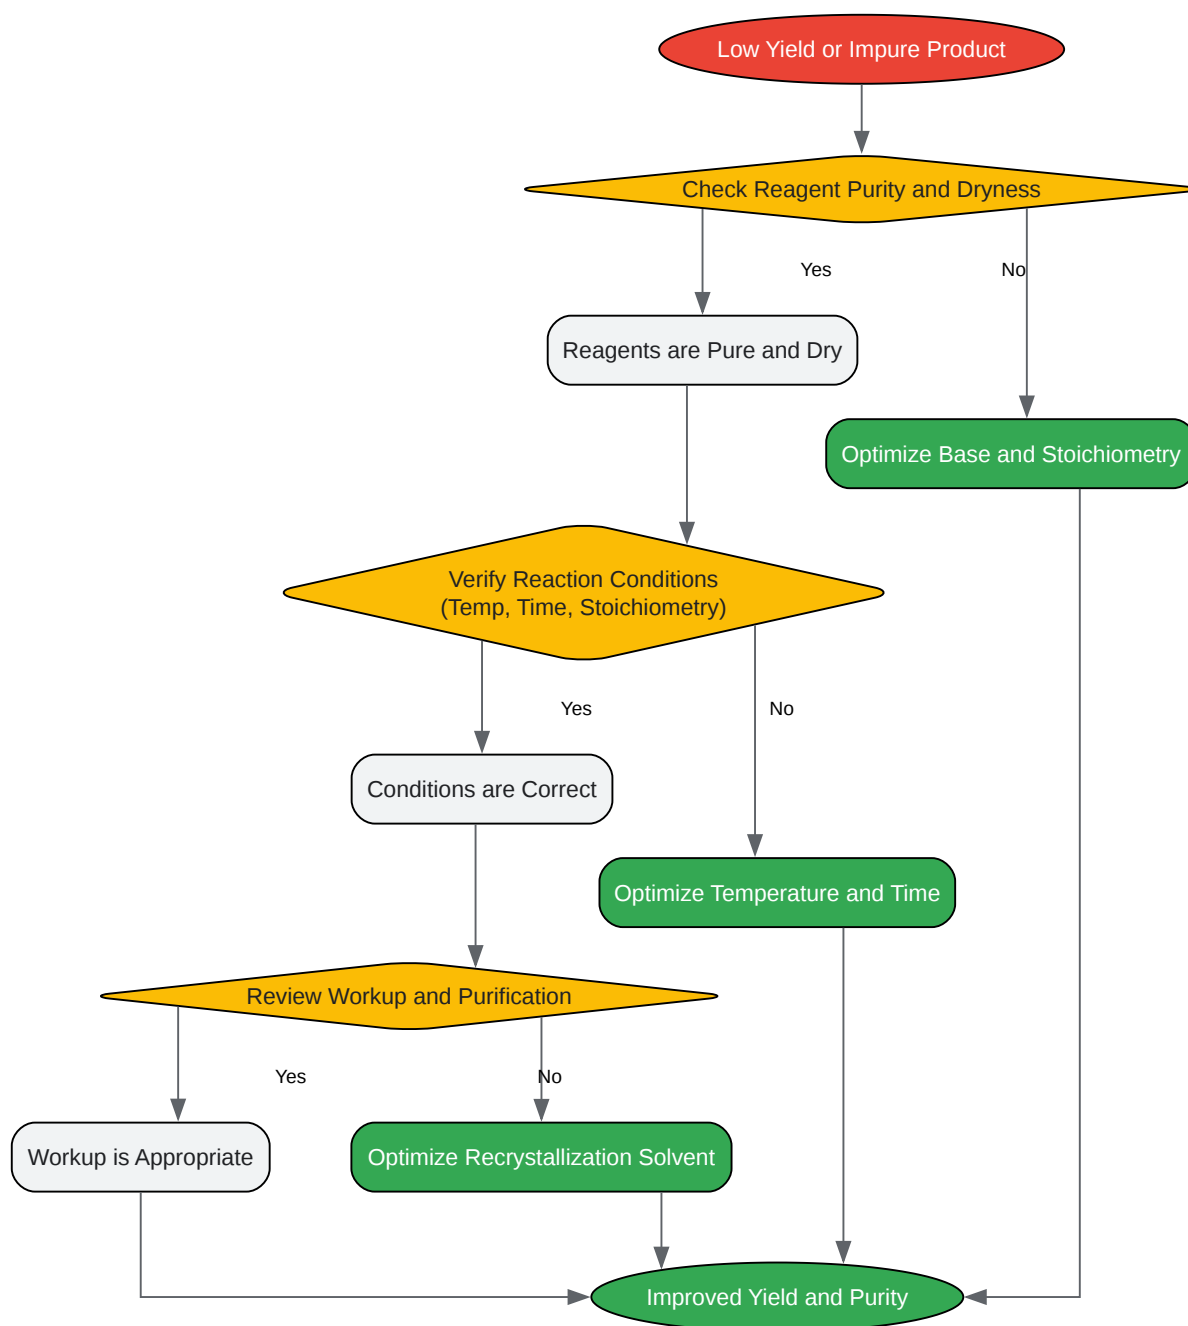 Low Yield or Impure Product
Check Reagent Purity and Dryness
Yes
No
Reagents are Pure and Dry
Optimize Base and Stoichiometry
Verify Reaction Conditions
(Temp, Time, Stoichiometry)
Yes
No
Conditions are Correct
Optimize Temperature and Time
Review Workup and Purification
Yes
No
Workup is Appropriate
Optimize Recrystallization Solvent
Improved Yield and Purity